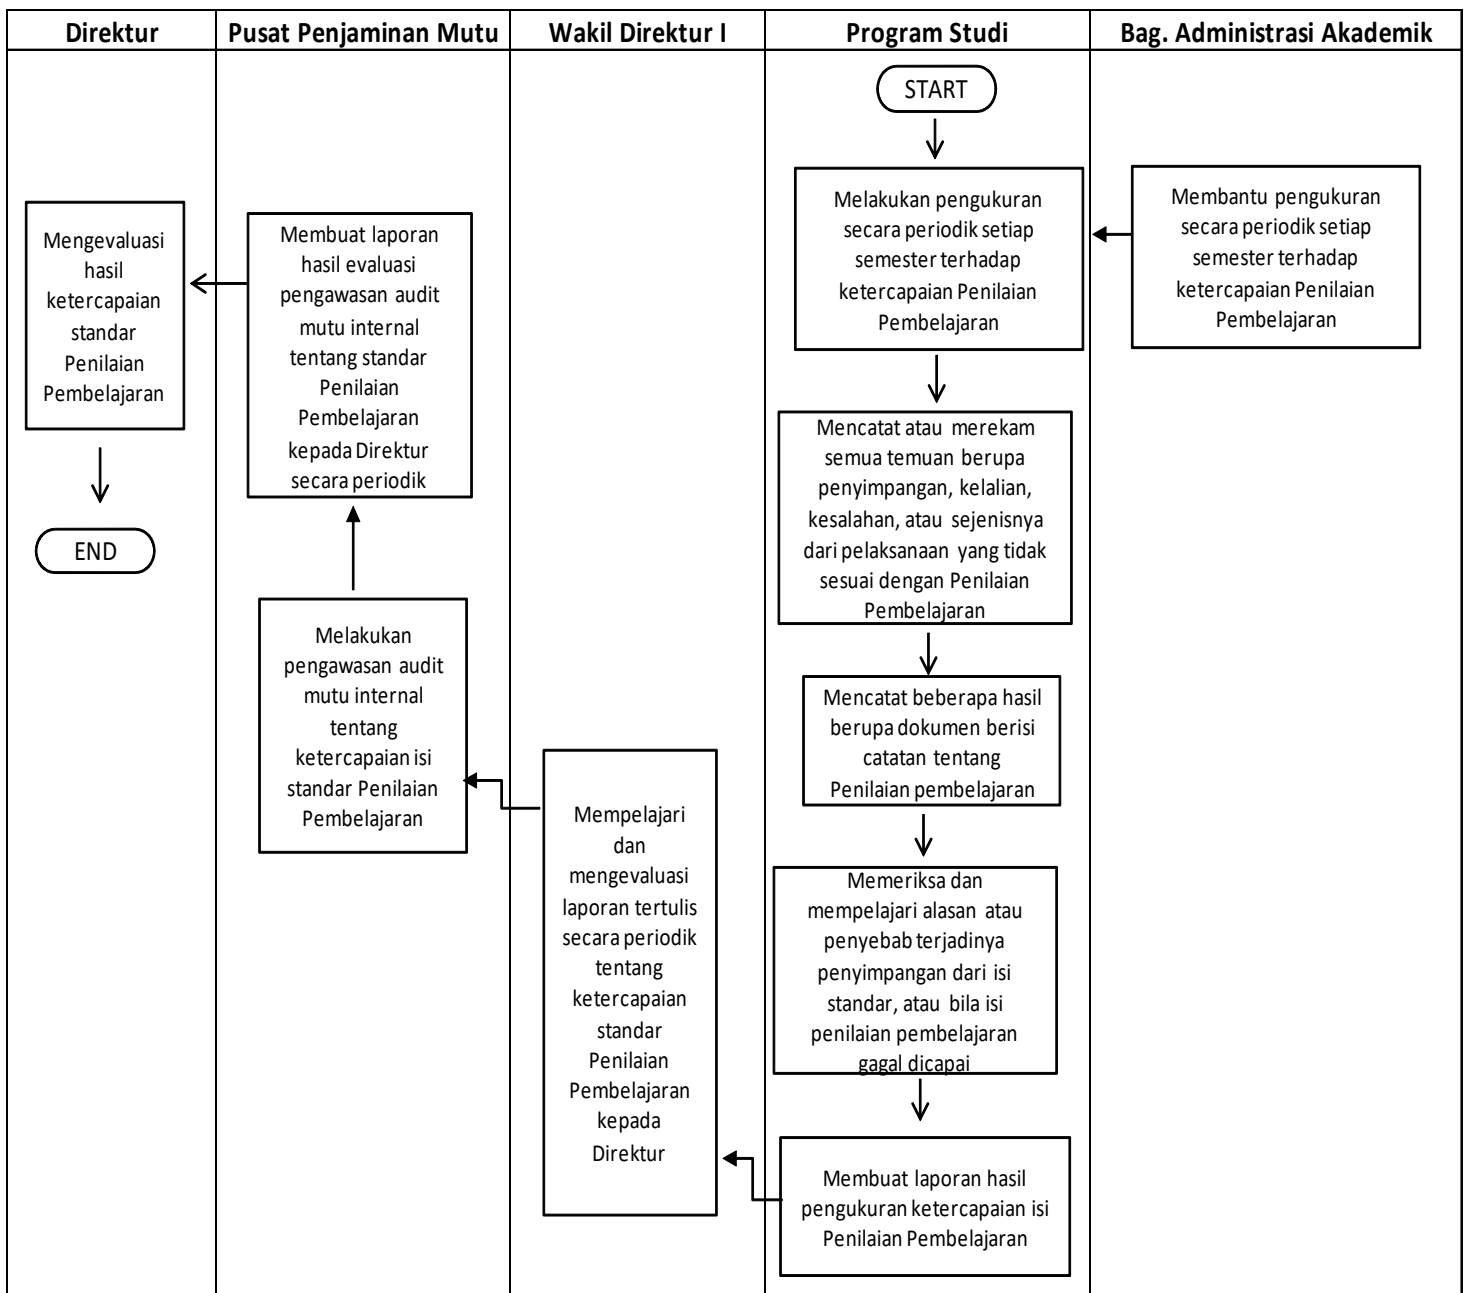 Direktur
Pusat Penjaminan Mutu
Wakil Direktur I
Program Studi
Bag. Administrasi Akademik
START
Melakukan pengukuran
secara periodik setiap
semester terhadap
ketercapaian Penilaian
Pembelajaran
Membantu pengukuran
secara periodik setiap
semester terhadap
ketercapaian Penilaian
Pembelajaran
Mencatat atau merekam
semua temuan berupa
penyimpangan, kelalian,
kesalahan, atau sejenisnya
dari pelaksanaan yang tidak
sesuai dengan Penilaian
Pembelajaran
Mencatat beberapa hasil
berupa dokumen berisi
catatan tentang
Penilaian pembelajaran
Memeriksa dan
mempelajari alasan atau
penyebab terjadinya
penyimpangan dari isi
standar, atau bila isi
penilaian pembelajaran
gagal dicapai
Membuat laporan hasil
pengukuran ketercapaian isi
Penilaian Pembelajaran
Mempelajari
dan
mengevaluasi
laporan tertulis
secara periodik
tentang
ketercapaian
standar
Penilaian
Pembelajaran
kepada
Direktur
Melakukan
pengawasan audit
mutu internal
tentang
ketercapaian isi
standar Penilaian
Pembelajaran
Membuat laporan
hasil evaluasi
pengawasan audit
mutu internal
tentang standar
Penilaian
Pembelajaran
kepada Direktur
secara periodik
Mengevaluasi
hasil
ketercapaian
standar
Penilaian
Pembelajaran
END